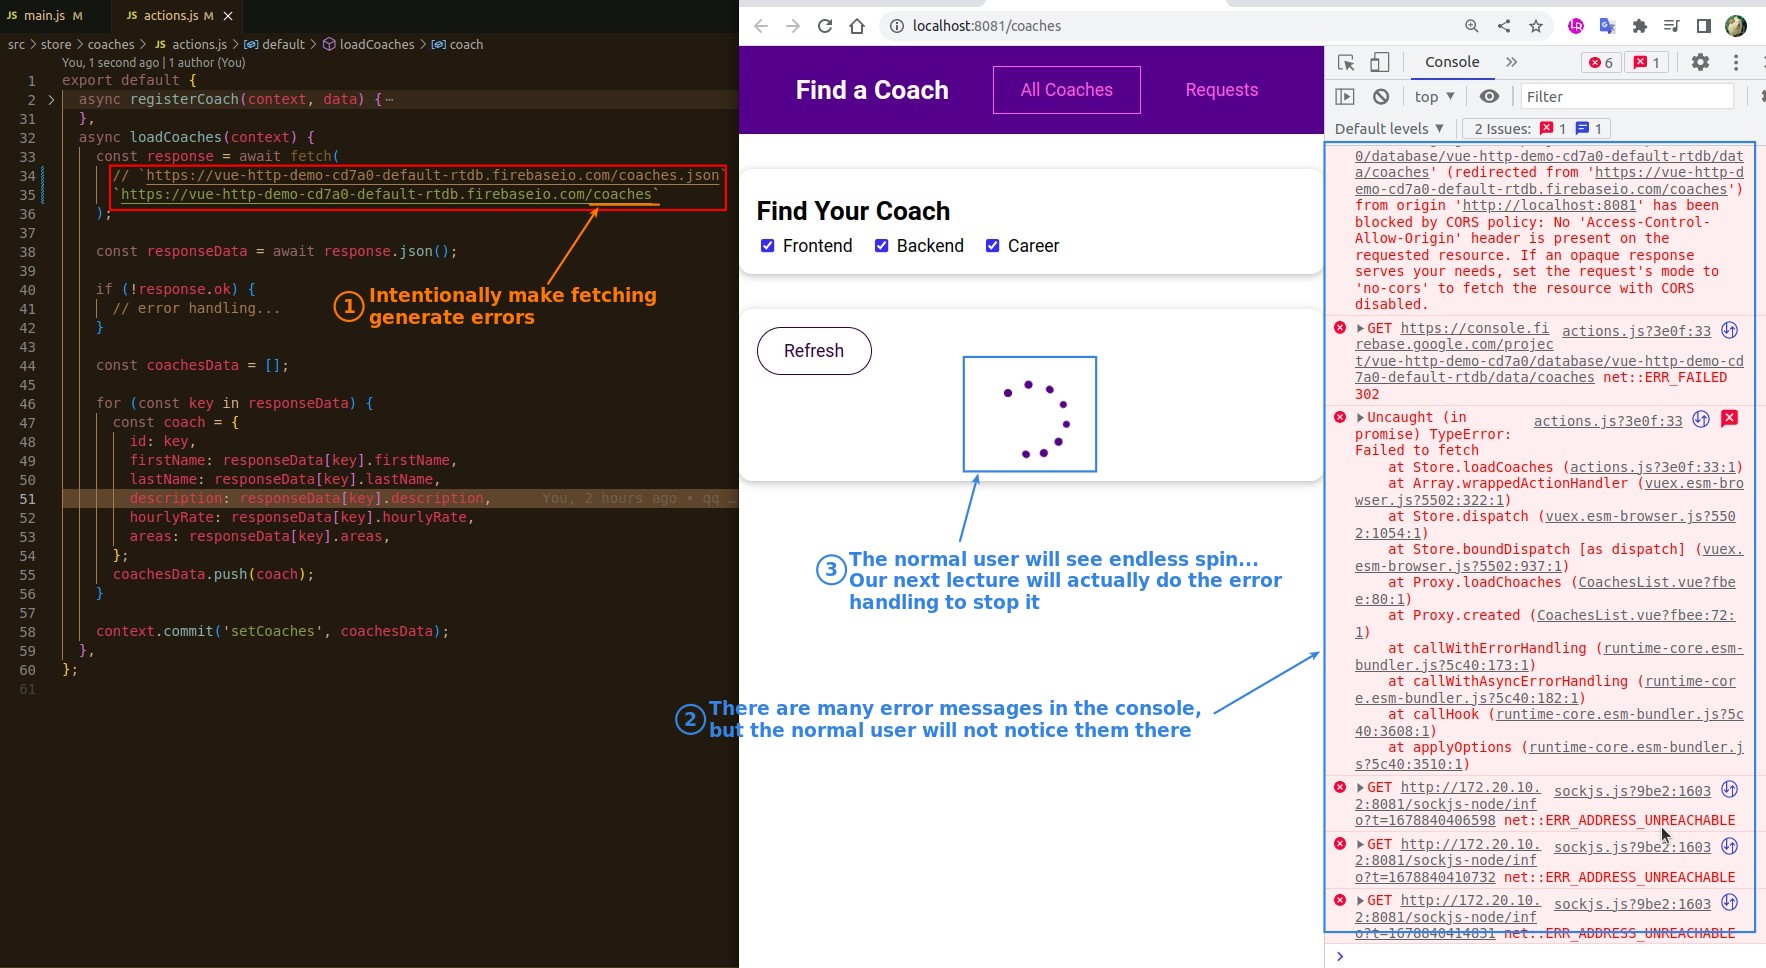 JS main.js M
JS actions.js M
src > store > coaches > JS actions.js > default > loadCoaches > coach
You, 1 second ago | 1 author (You)
1 export default {
2 async registerCoach(context, data) {⋯
31 },
32 async loadCoaches(context) {
33 const response = await fetch(
34 // `https://vue-http-demo-cd7a0-default-rtdb.firebaseio.com/coaches.json`
35 `https://vue-http-demo-cd7a0-default-rtdb.firebaseio.com/coaches`
36 );
37
38 const responseData = await response.json();
39
40 if (!response.ok) {
41 // error handling...
42 }
43
44 const coachesData = [];
45
46 for (const key in responseData) {
47 const coach = {
48 id: key,
49 firstName: responseData[key].firstName,
50 lastName: responseData[key].lastName,
51 description: responseData[key].description, You, 2 hours ago • qq …
52 hourlyRate: responseData[key].hourlyRate,
53 areas: responseData[key].areas,
54 };
55 coachesData.push(coach);
56 }
57
58 context.commit('setCoaches', coachesData);
59 },
60 };
61
1 Intentionally make fetching
generate errors
localhost:8081/coaches
Find a Coach
All Coaches
Requests
Find Your Coach
Frontend
Backend
Career
Refresh
3 The normal user will see endless spin...
Our next lecture will actually do the error
handling to stop it
2 There are many error messages in the console,
but the normal user will not notice them there
Console
6
1
top
Filter
Default levels
2 Issues: 1 1
0/database/vue-http-demo-cd7a0-default-rtdb/dat
a/coaches' (redirected from 'https://vue-http-d
emo-cd7a0-default-rtdb.firebaseio.com/coaches')
from origin 'http://localhost:8081' has been
blocked by CORS policy: No 'Access-Control-
Allow-Origin' header is present on the
requested resource. If an opaque response
serves your needs, set the request's mode to
'no-cors' to fetch the resource with CORS
disabled.
GET https://console.fi actions.js?3e0f:33
rebase.google.com/projec
t/vue-http-demo-cd7a0/database/vue-http-demo-cd
7a0-default-rtdb/data/coaches net::ERR_FAILED
302
Uncaught (in actions.js?3e0f:33
promise) TypeError:
Failed to fetch
at Store.loadCoaches (actions.js?3e0f:33:1)
at Array.wrappedActionHandler (vuex.esm-bro
wser.js?5502:322:1)
at Store.dispatch (vuex.esm-browser.js?550
2:1054:1)
at Store.boundDispatch [as dispatch] (vuex.
esm-browser.js?5502:937:1)
at Proxy.loadChoaches (CoachesList.vue?fbe
e:80:1)
at Proxy.created (CoachesList.vue?fbee:72:
1)
at callWithErrorHandling (runtime-core.esm-
bundler.js?5c40:173:1)
at callWithAsyncErrorHandling (runtime-cor
e.esm-bundler.js?5c40:182:1)
at callHook (runtime-core.esm-bundler.js?5c
40:3608:1)
at applyOptions (runtime-core.esm-bundler.j
s?5c40:3510:1)
GET http://172.20.10. sockjs.js?9be2:1603
2:8081/sockjs-node/inf
o?t=1678840406598 net::ERR_ADDRESS_UNREACHABLE
GET http://172.20.10. sockjs.js?9be2:1603
2:8081/sockjs-node/inf
o?t=1678840410732 net::ERR_ADDRESS_UNREACHABLE
GET http://172.20.10. sockjs.js?9be2:1603
2:8081/sockjs-node/inf
o?t=1678840414831 net::ERR_ADDRESS_UNREACHABLE